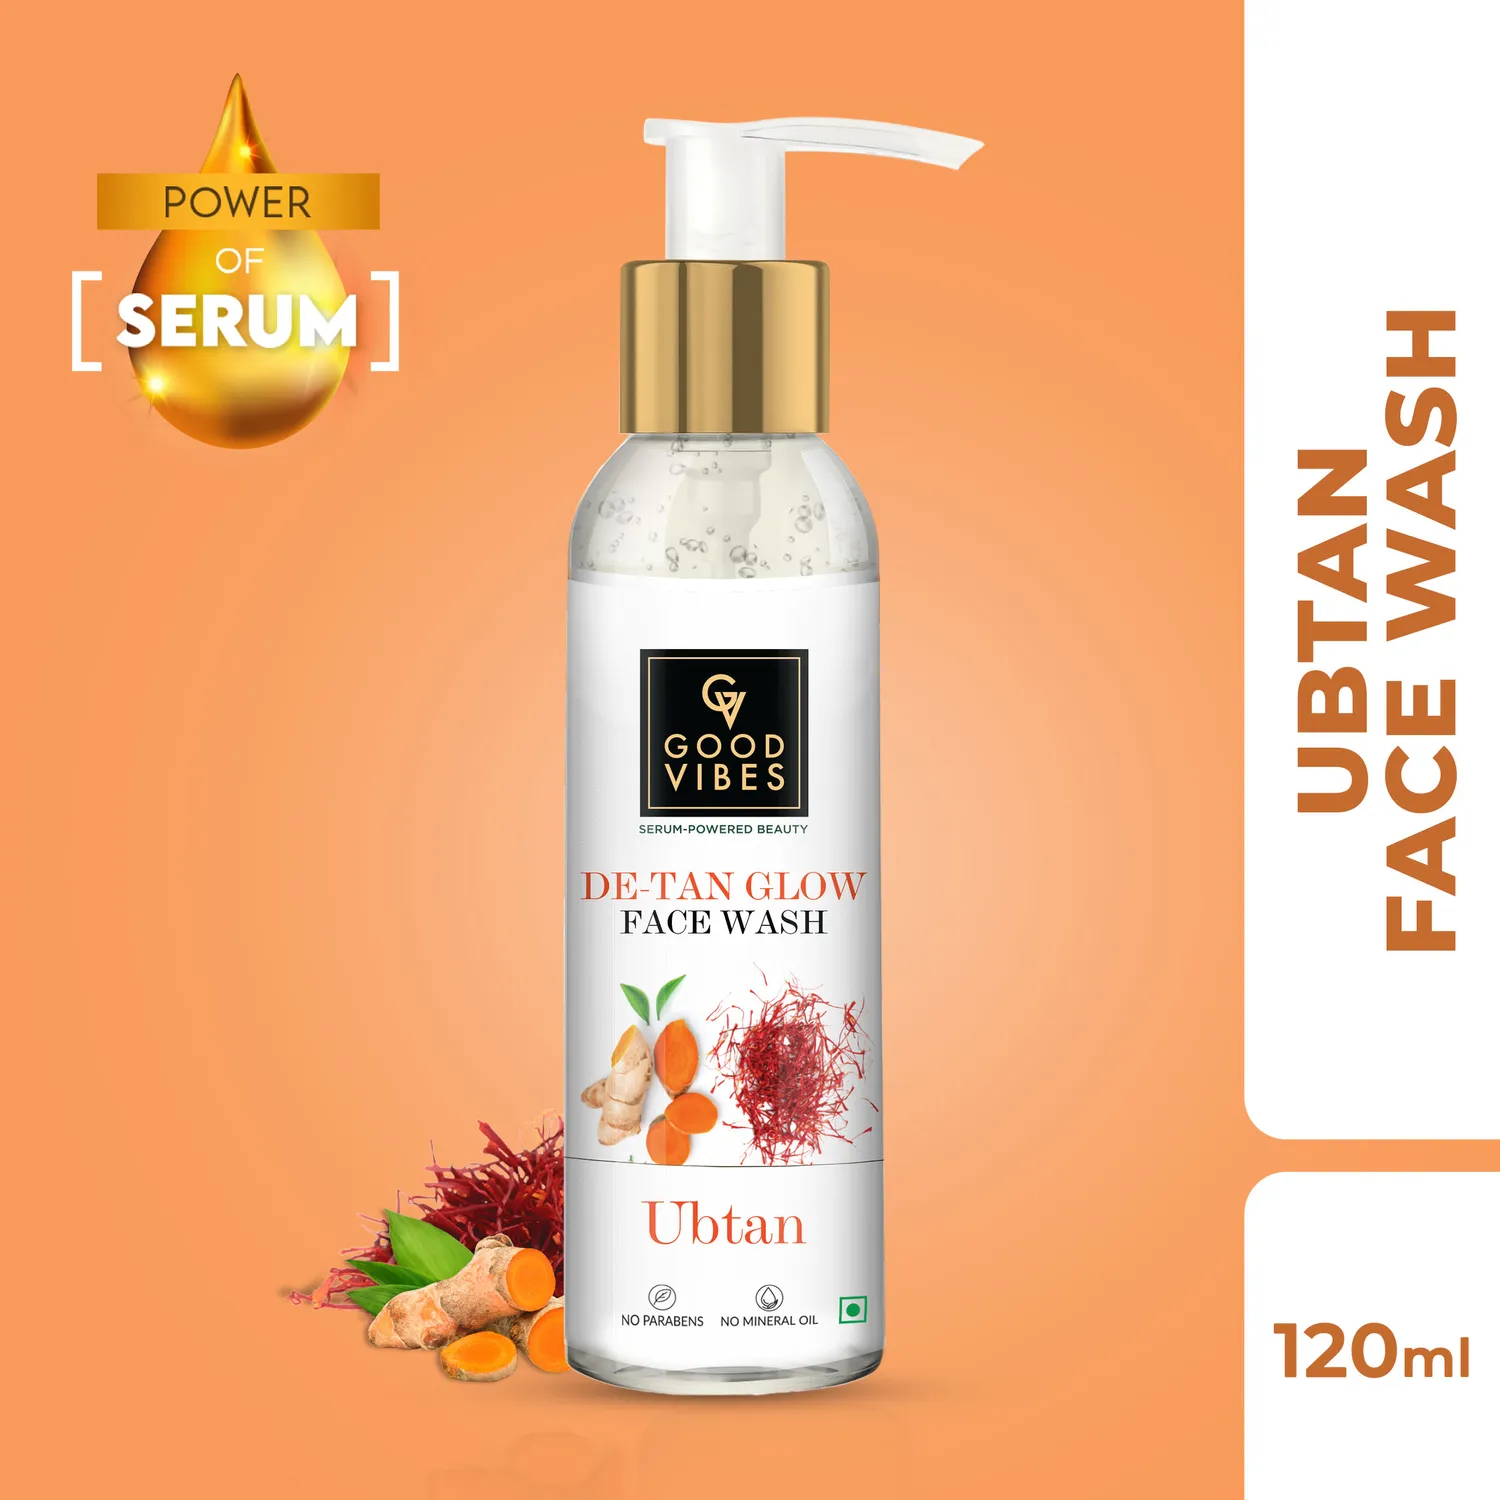 POWER
OF
SERUM
GV
GOOD
VIBES
SERUM-POWERED BEAUTY
DE-TAN GLOW
FACE WASH
Ubtan
NO PARABENS
NO MINERAL OIL
UBTAN
FACE WASH
120ml